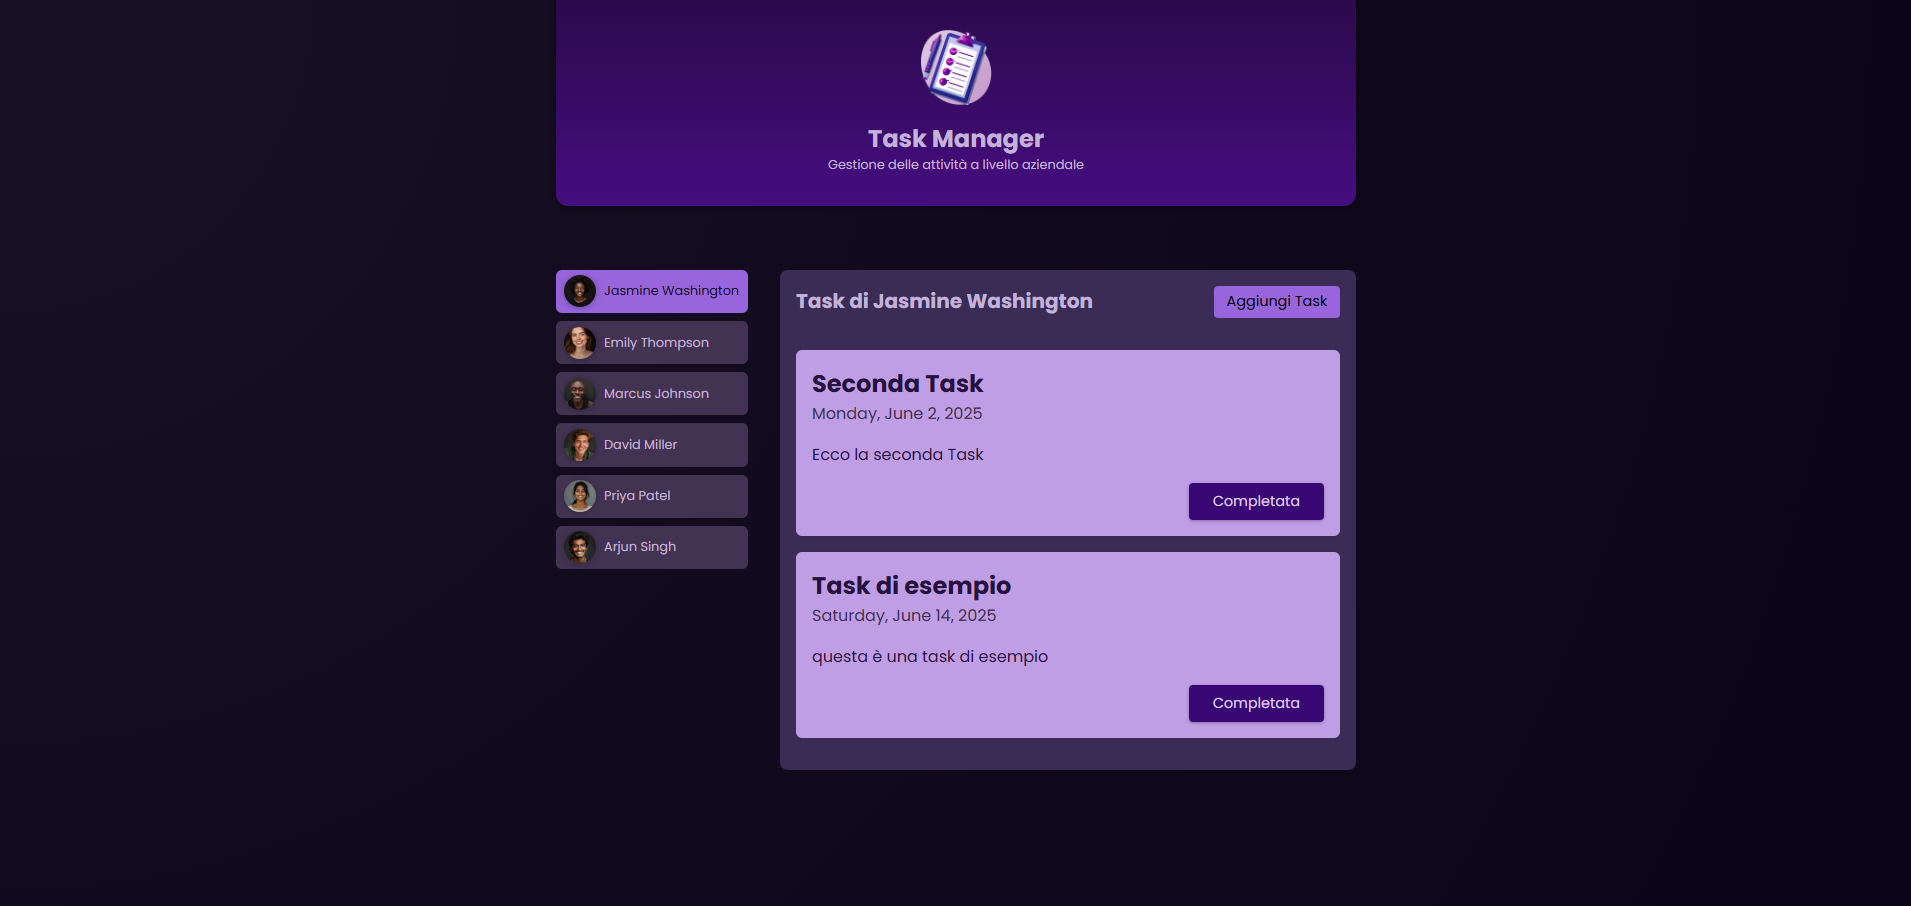 Task Manager
Gestione delle attività a livello aziendale
Jasmine Washington
Emily Thompson
Marcus Johnson
David Miller
Priya Patel
Arjun Singh
Task di Jasmine Washington
Aggiungi Task
Seconda Task
Monday, June 2, 2025
Ecco la seconda Task
Completata
Task di esempio
Saturday, June 14, 2025
questa è una task di esempio
Completata